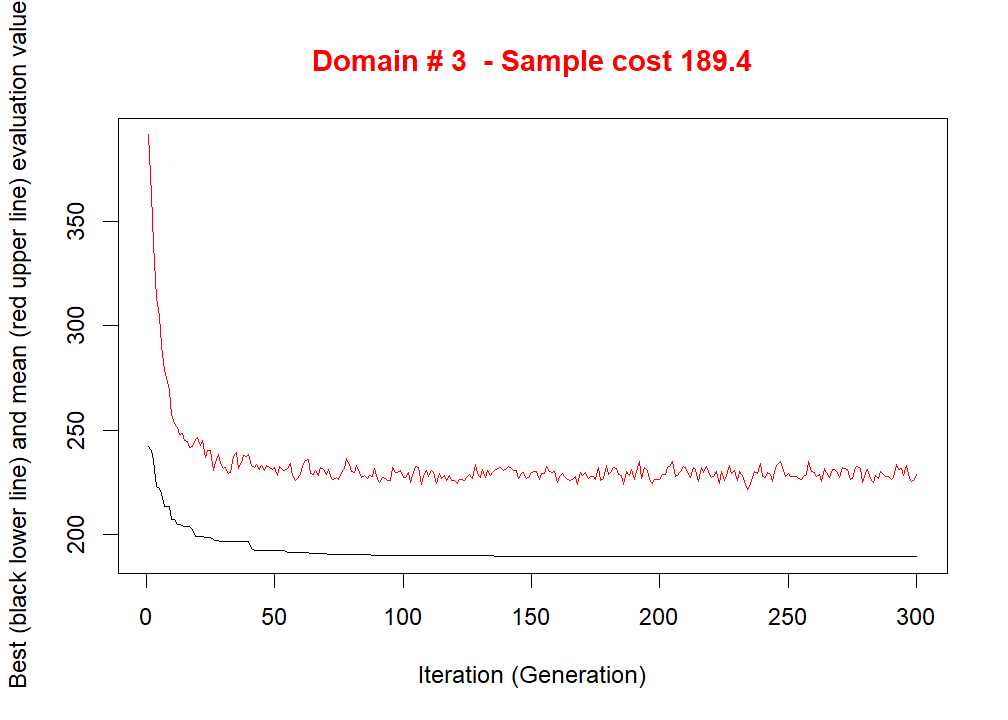 Domain # 3  - Sample cost 189.4
Best (black lower line) and mean (red upper line) evaluation value
350
300
250
200
0 50 100 150 200 250 300
Iteration (Generation)